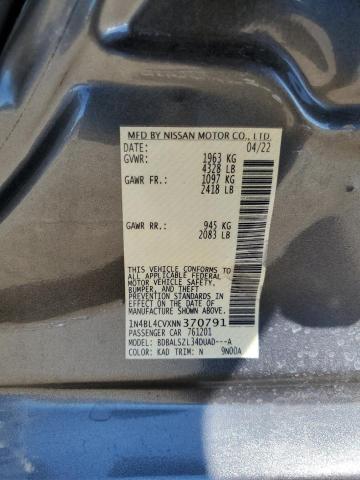 MFD BY NISSAN MOTOR CO., LTD.
DATE: 04/22
GVWR: 1963 KG
4328 LB
GAWR FR.: 1097 KG
2418 LB
GAWR RR.: 945 KG
2083 LB
THIS VEHICLE CONFORMS TO ALL
APPLICABLE FEDERAL MOTOR VEHICLE SAFETY,
BUMPER, AND THEFT
PREVENTION STANDARDS
IN EFFECT ON THE DATE OF
MANUFACTURE SHOWN ABOVE.
1N4BL4CVXNN370791
PASSENGER CAR 761201
MODEL: BDBALSZL34DUAD---A
COLOR: KAD TRIM: N 9N00A